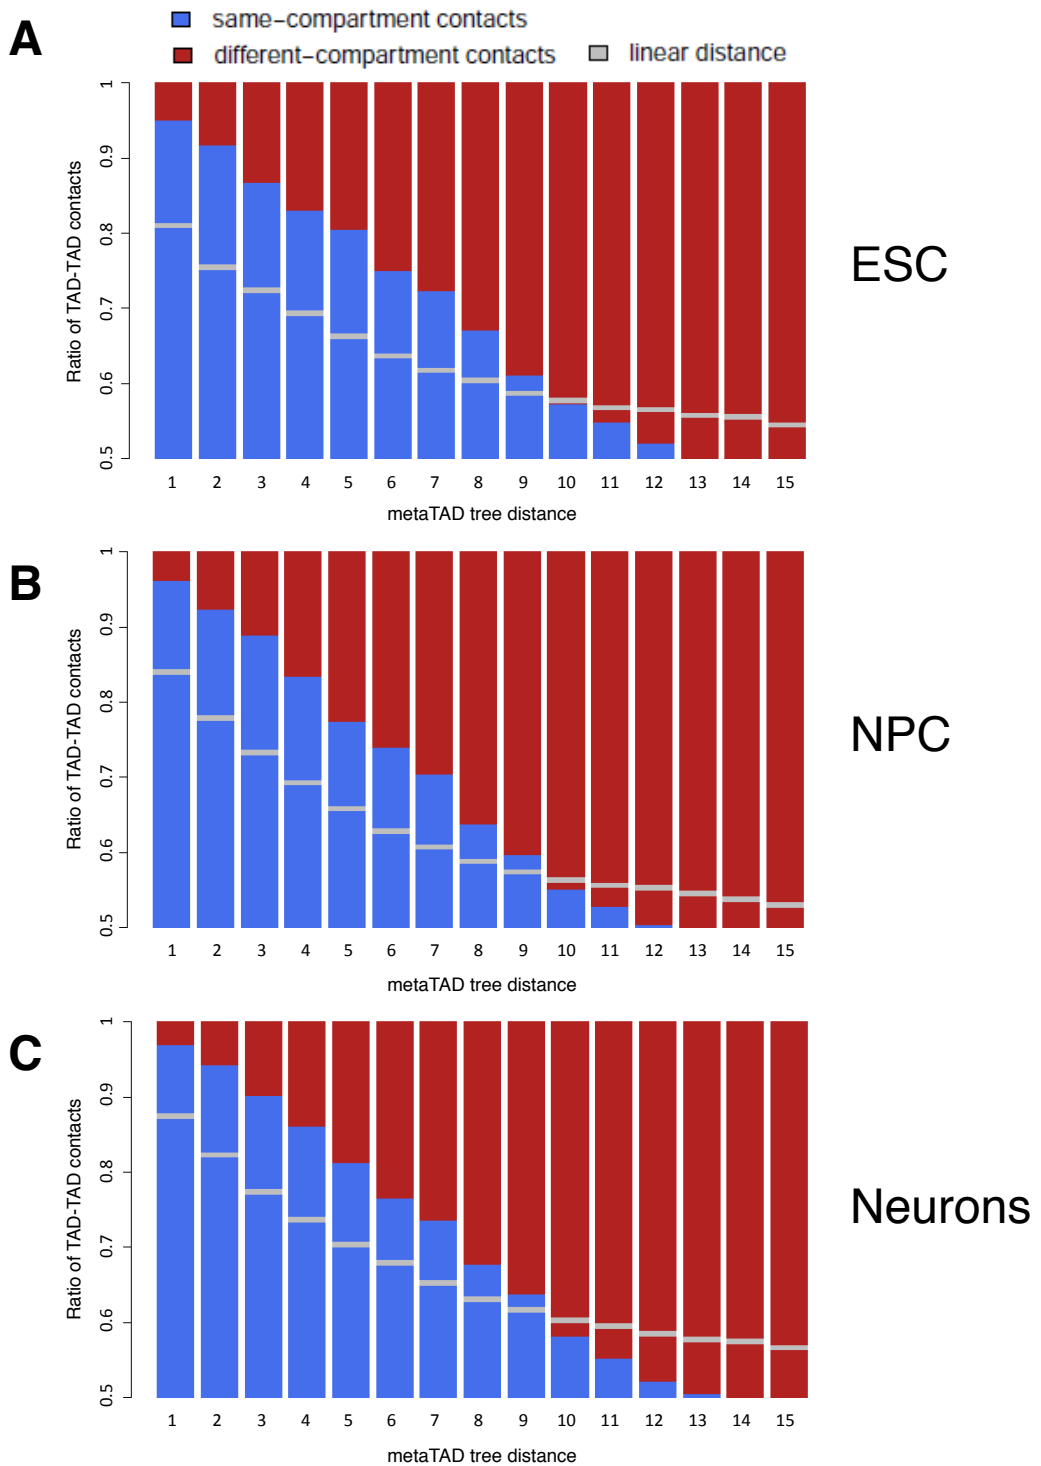 A
same-compartment contacts
different-compartment contacts
linear distance
Ratio of TAD-TAD contacts
1
0.9
0.8
0.7
0.6
0.5
1 2 3 4 5 6 7 8 9 10 11 12 13 14 15
metaTAD tree distance
ESC
B
Ratio of TAD-TAD contacts
1
0.9
0.8
0.7
0.6
0.5
1 2 3 4 5 6 7 8 9 10 11 12 13 14 15
metaTAD tree distance
NPC
C
Ratio of TAD-TAD contacts
1
0.9
0.8
0.7
0.6
0.5
1 2 3 4 5 6 7 8 9 10 11 12 13 14 15
metaTAD tree distance
Neurons